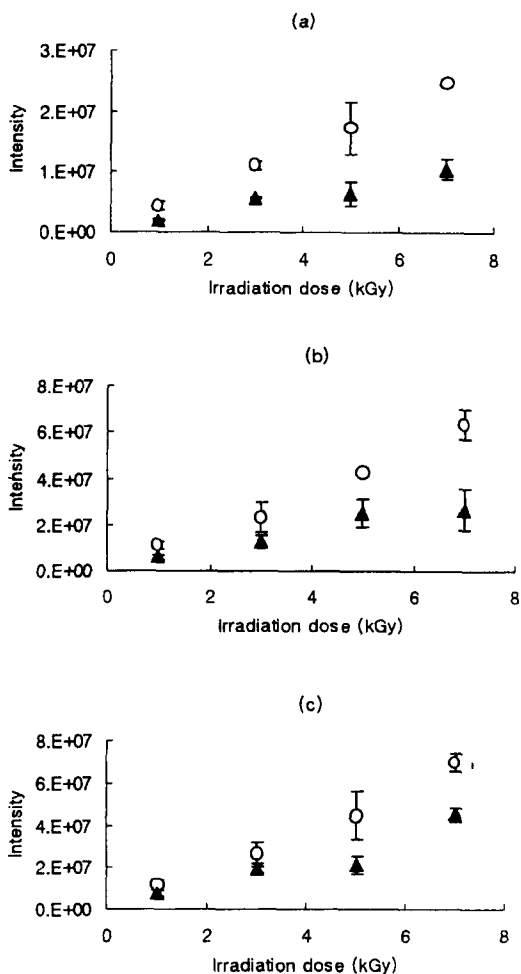 (a)
3.E+07
2.E+07
1.E+07
0.E+00
Intensity
0 2 4 6 8
Irradiation dose (kGy)
(b)
8.E+07
6.E+07
4.E+07
2.E+07
0.E+00
Intensity
0 2 4 6 8
Irradiation dose (kGy)
(c)
8.E+07
6.E+07
4.E+07
2.E+07
0.E+00
Intensity
0 2 4 6 8
Irradiation dose (kGy)